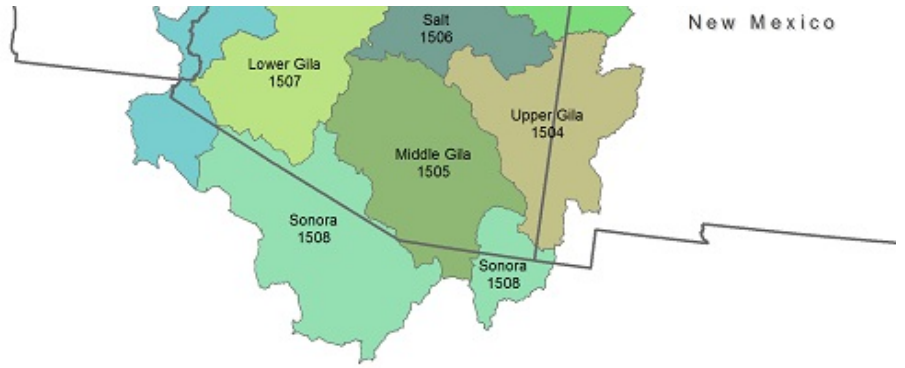 Salt
1506
New Mexico
Lower Gila
1507
Upper Gila
1504
Middle Gila
1505
Sonora
1508
Sonora
1508